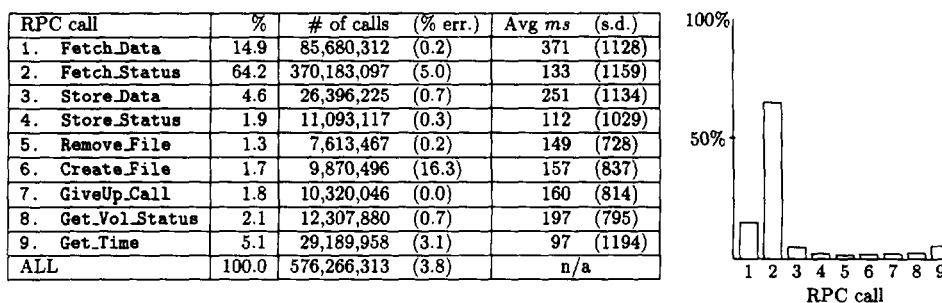 RPC call % # of calls (% err.) Avg ms (s.d.)
1. Fetch_Data 14.9 85,680,312 (0.2) 371 (1128)
2. Fetch_Status 64.2 370,183,097 (5.0) 133 (1159)
3. Store_Data 4.6 26,396,225 (0.7) 251 (1134)
4. Store_Status 1.9 11,093,117 (0.3) 112 (1029)
5. Remove_File 1.3 7,613,467 (0.2) 149 (728)
6. Create_File 1.7 9,870,496 (16.3) 157 (837)
7. GiveUp_Call 1.8 10,320,046 (0.0) 160 (814)
8. Get_Vol_Status 2.1 12,307,880 (0.7) 197 (795)
9. Get_Time 5.1 29,189,958 (3.1) 97 (1194)
ALL 100.0 576,266,313 (3.8) n/a
100%
50%
1 2 3 4 5 6 7 8 9
RPC call